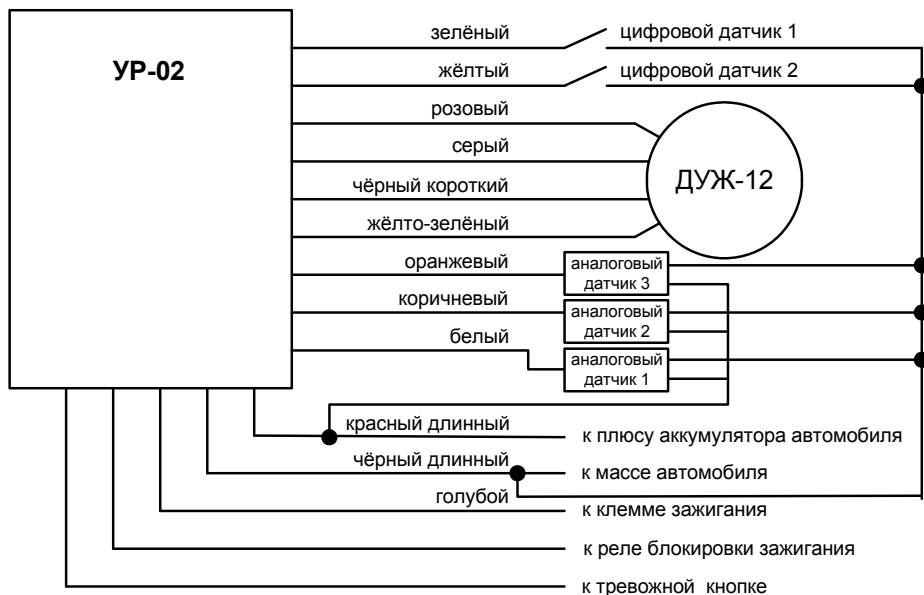 УР-02
зелёный
цифровой датчик 1
жёлтый
цифровой датчик 2
розовый
серый
чёрный короткий
жёлто-зелёный
ДУЖ-12
оранжевый
аналоговый
датчик 3
коричневый
аналоговый
датчик 2
белый
аналоговый
датчик 1
красный длинный
к плюсу аккумулятора автомобиля
чёрный длинный
к массе автомобиля
голубой
к клемме зажигания
к реле блокировки зажигания
к тревожной кнопке